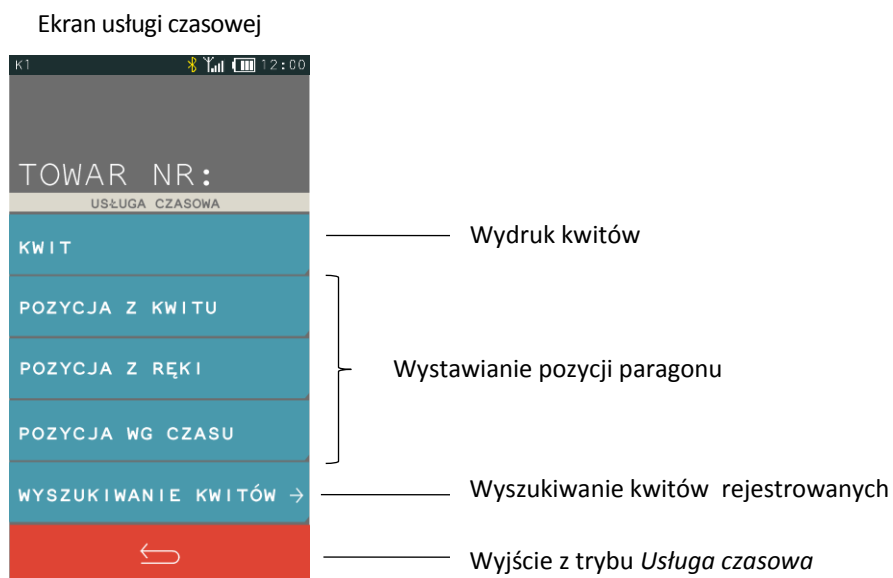 Ekran usługi czasowej
K1 12:00
TOWAR NR:
USŁUGA CZASOWA
KWIT
Wydruk kwitów
POZYCJA Z KWITU
POZYCJA Z RĘKI
Wystawianie pozycji paragonu
POZYCJA WG CZASU
WYSZUKIWANIE KWITÓW →
Wyszukiwanie kwitów rejestrowanych
Wyjście z trybu Usługa czasowa